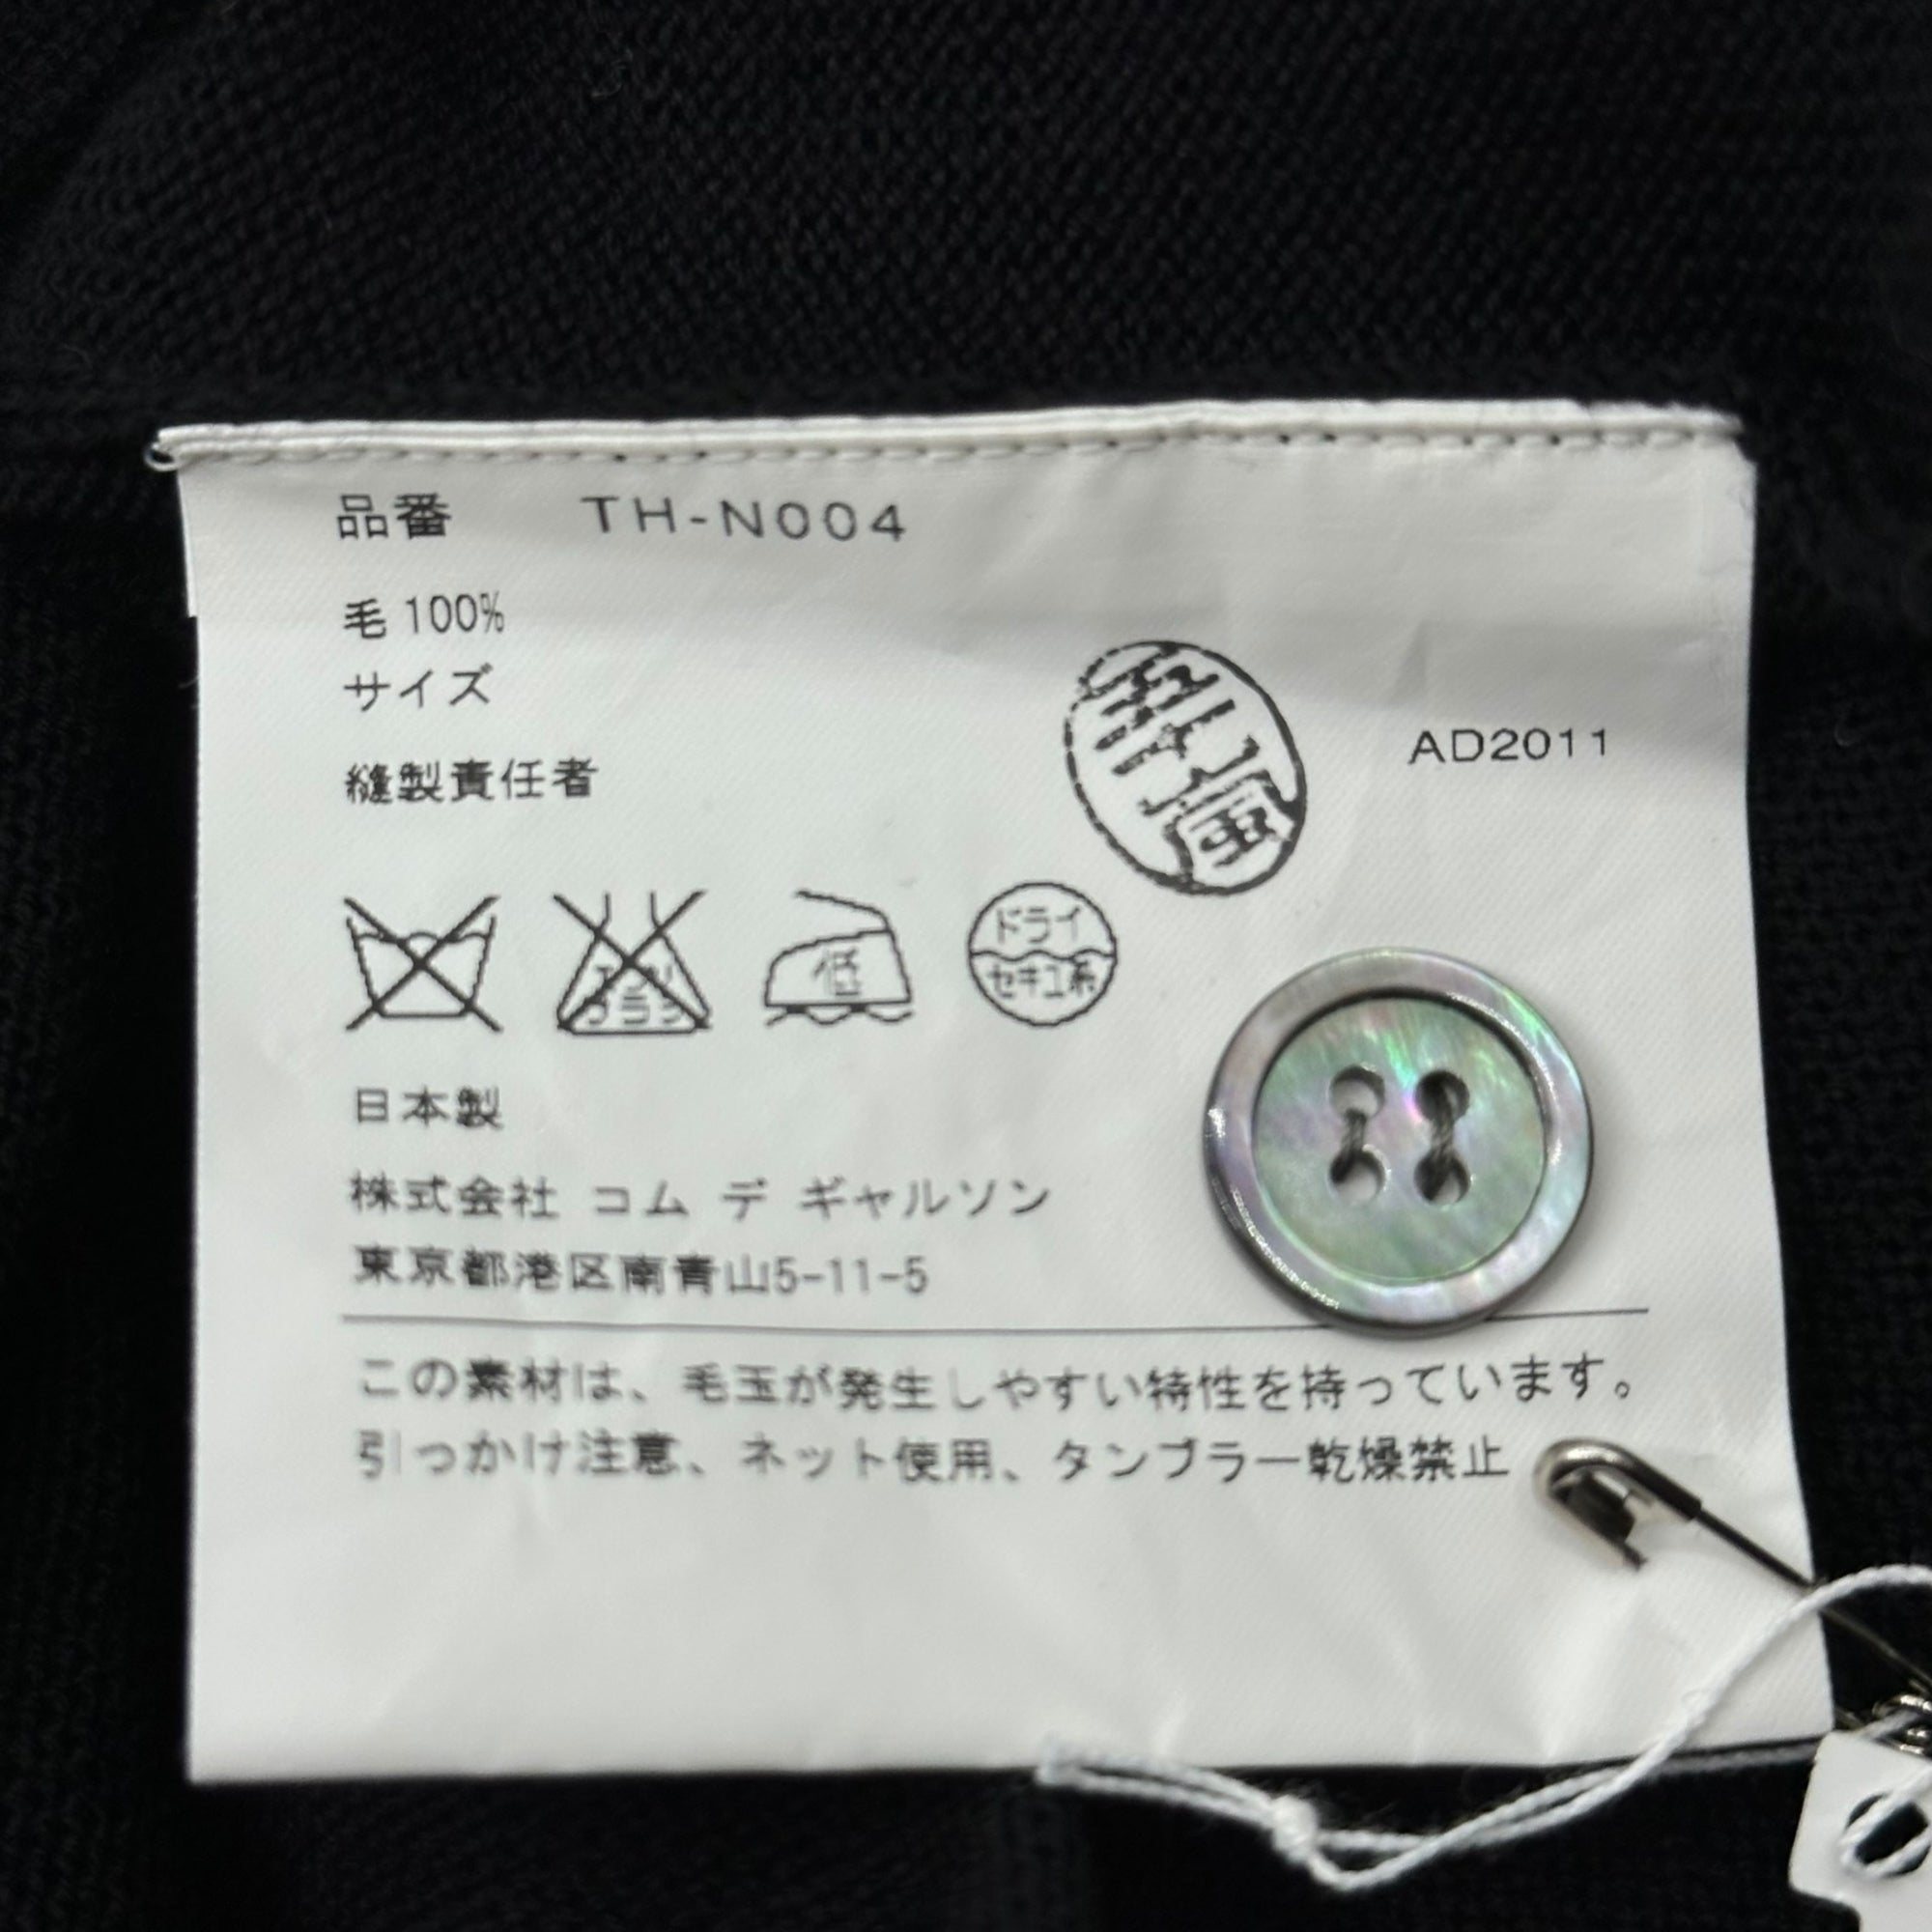 品番 TH-N004
毛 100%
サイズ
AD2011
縫製責任者
低
ドライ
セキユ系
日本製
株式会社 コム デ ギャルソン
東京都港区南青山5-11-5
この素材は、毛玉が発生しやすい特性を持っています。
引っかけ注意、ネット使用、タンブラー乾燥禁止